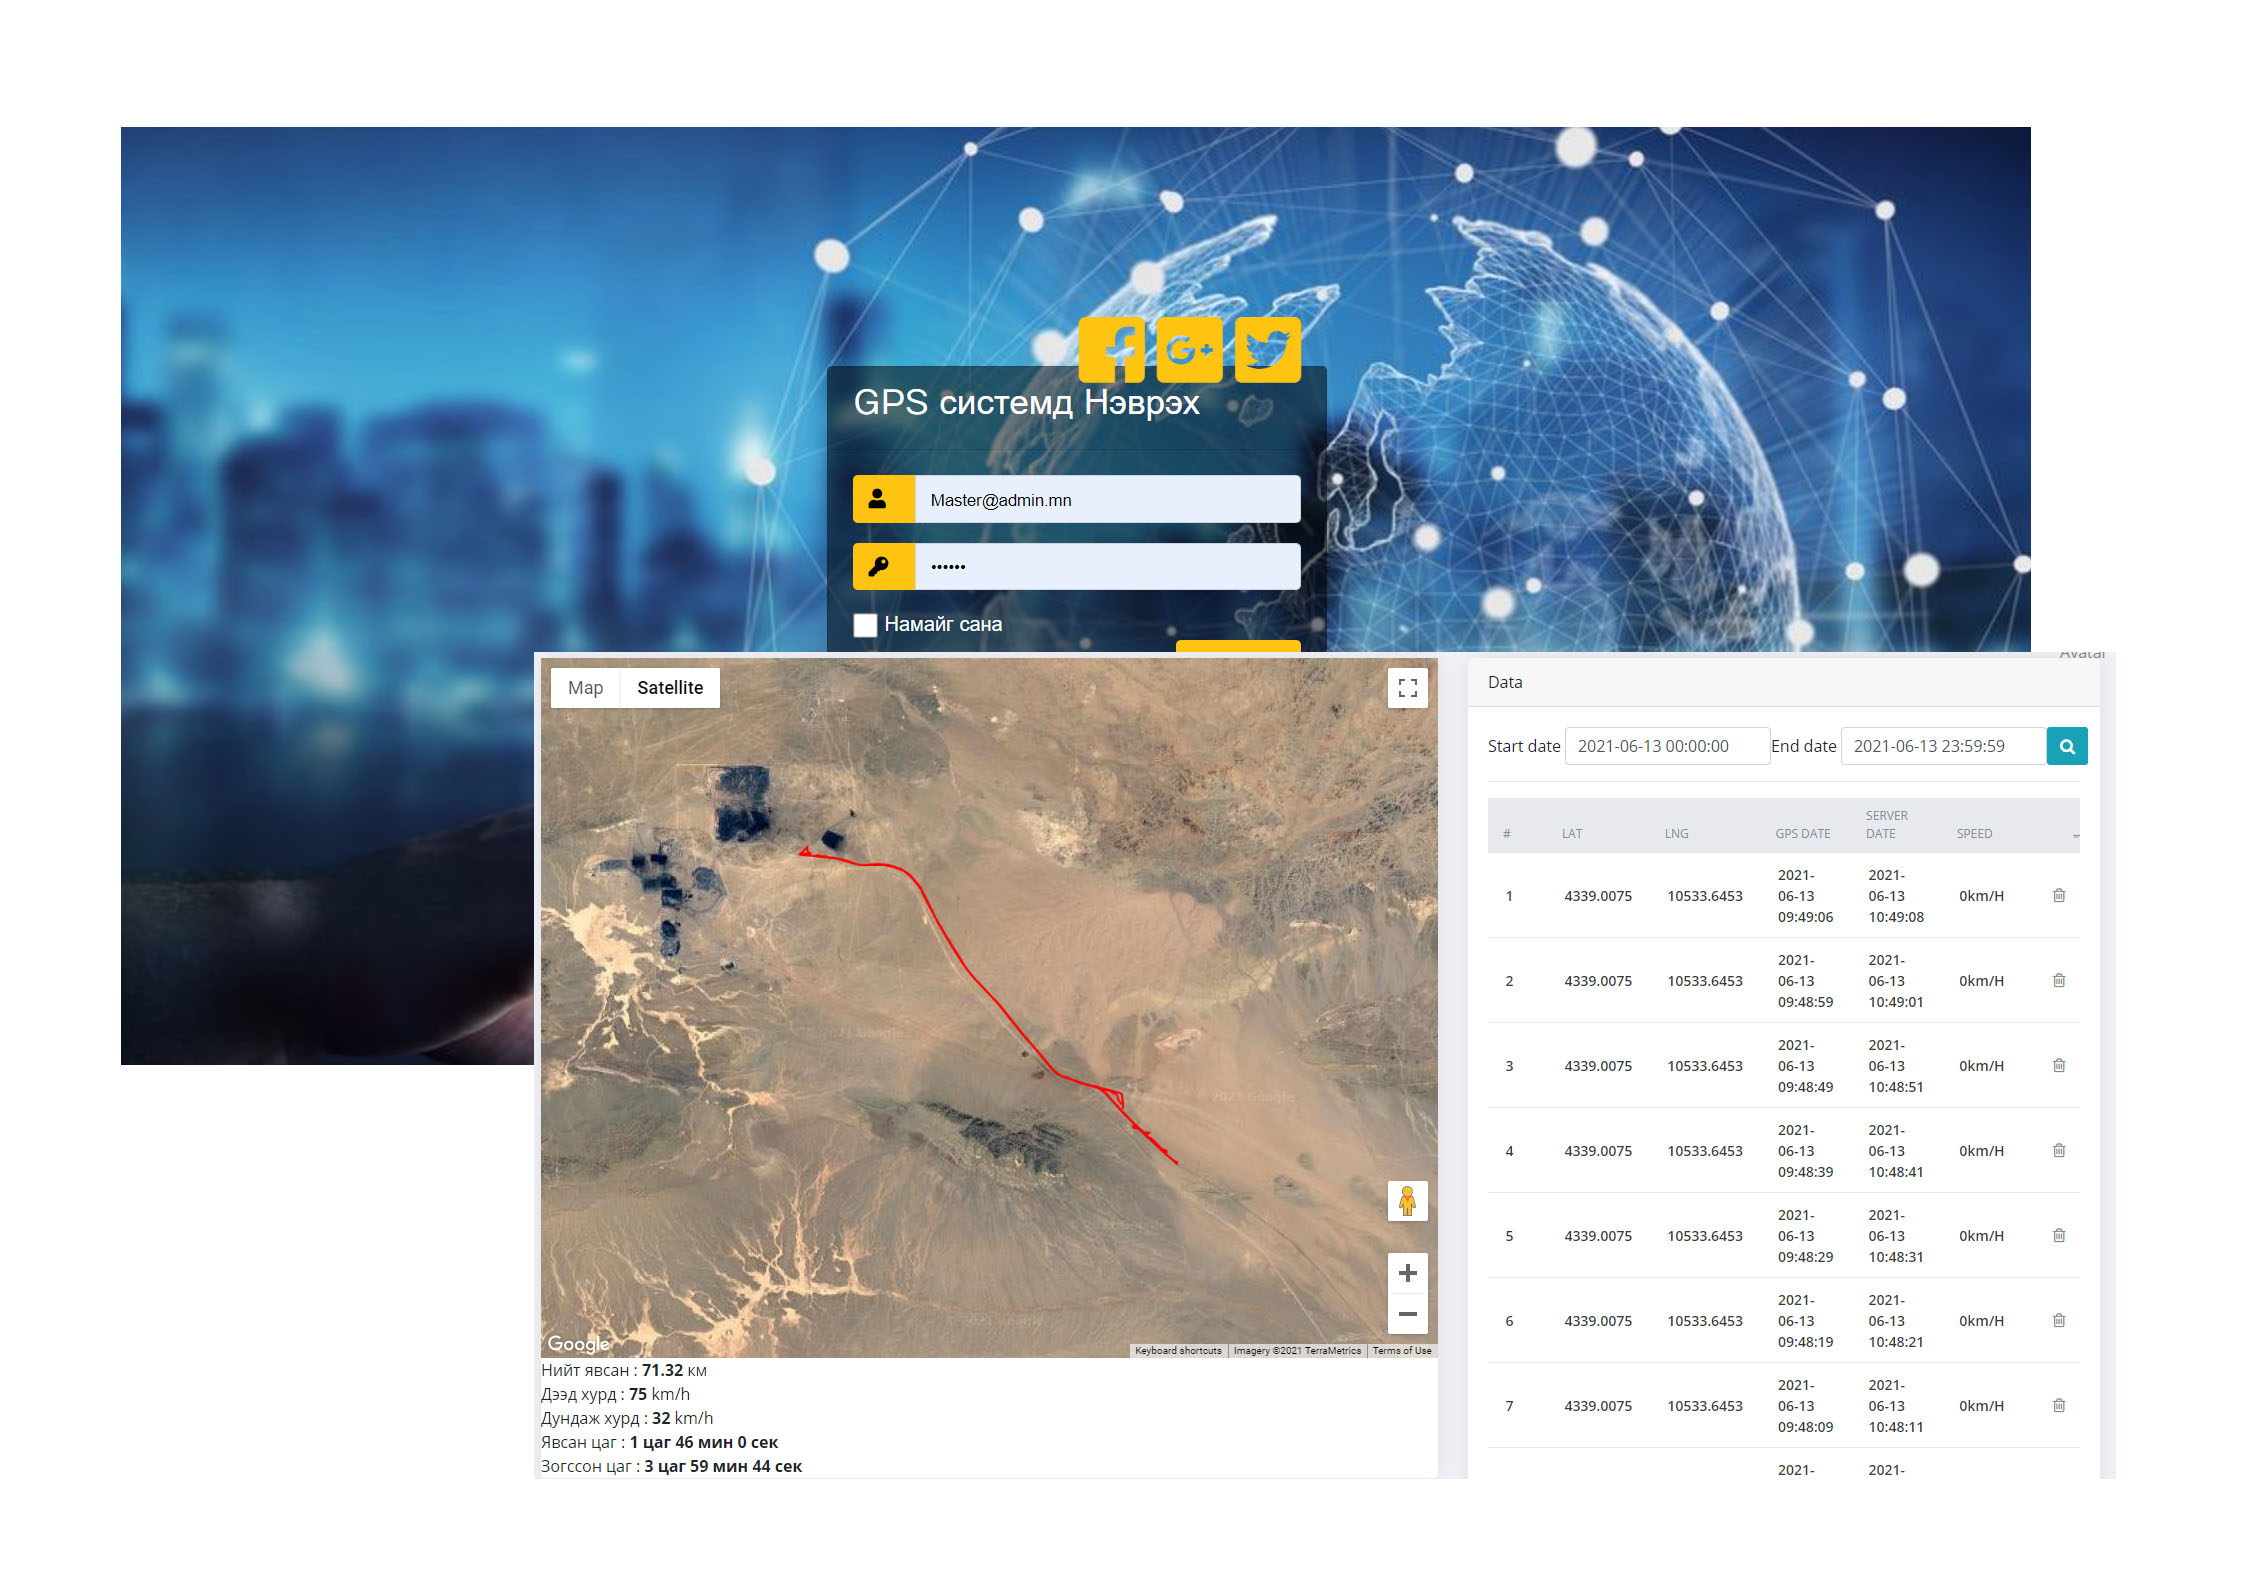 GPS системд Нэврэх
Master@admin.mn
••••••
Намайг сана
Avatar
Map
Satellite
© 2021 Google
© 2021 Google
© 2021 Google
© 2021 Google
Google
Keyboard shortcuts
Imagery ©2021 TerraMetrics
Terms of Use
Нийт явсан : 71.32 км
Дээд хурд : 75 km/h
Дундаж хурд : 32 km/h
Явсан цаг : 1 цаг 46 мин 0 сек
Зогссон цаг : 3 цаг 59 мин 44 сек
Data
Start date 2021-06-13 00:00:00 End date 2021-06-13 23:59:59
# LAT LNG GPS DATE SERVER DATE SPEED
1 4339.0075 10533.6453 2021-06-13 09:49:06 2021-06-13 10:49:08 0km/H
2 4339.0075 10533.6453 2021-06-13 09:48:59 2021-06-13 10:49:01 0km/H
3 4339.0075 10533.6453 2021-06-13 09:48:49 2021-06-13 10:48:51 0km/H
4 4339.0075 10533.6453 2021-06-13 09:48:39 2021-06-13 10:48:41 0km/H
5 4339.0075 10533.6453 2021-06-13 09:48:29 2021-06-13 10:48:31 0km/H
6 4339.0075 10533.6453 2021-06-13 09:48:19 2021-06-13 10:48:21 0km/H
7 4339.0075 10533.6453 2021-06-13 09:48:09 2021-06-13 10:48:11 0km/H
2021- 2021-